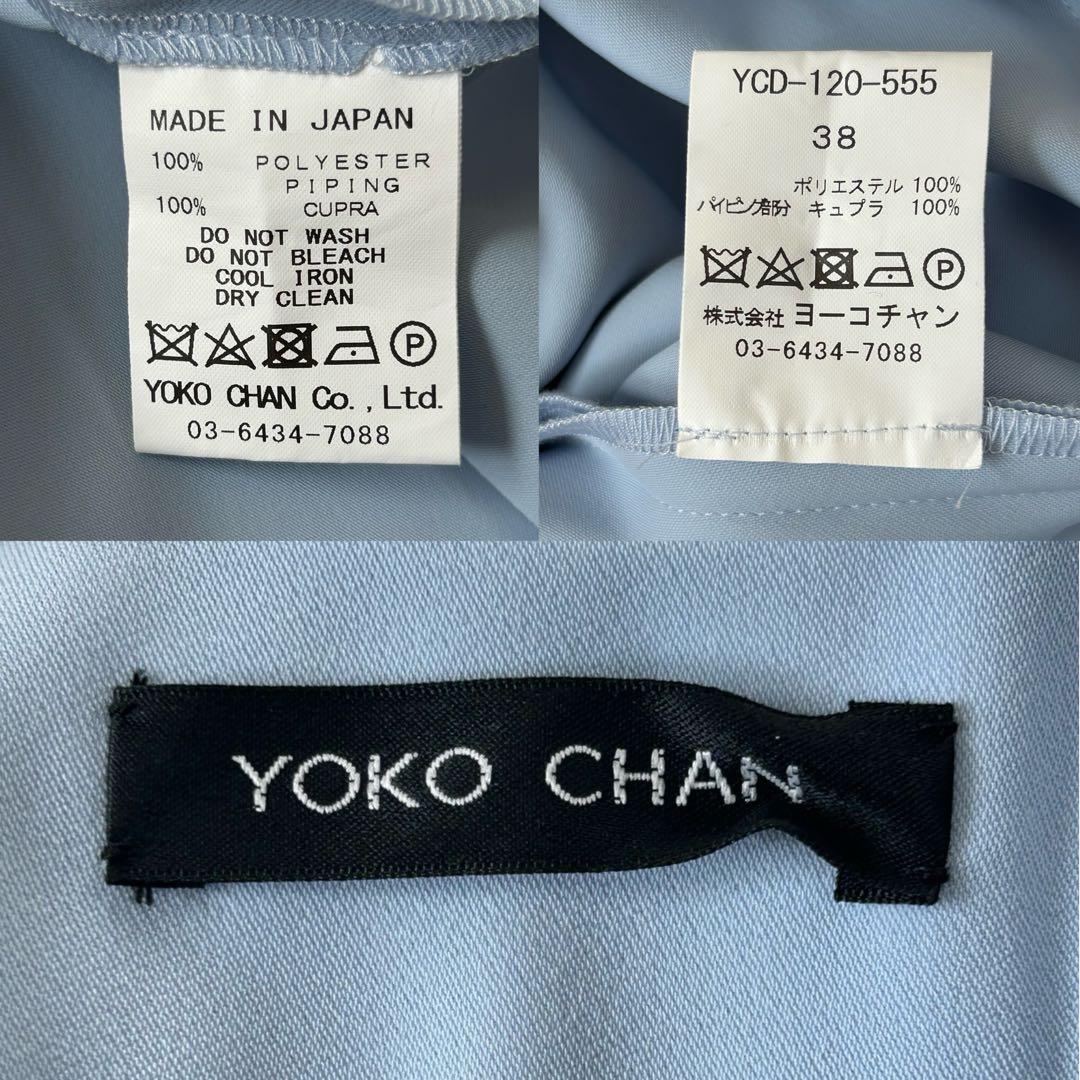 MADE IN JAPAN
100% POLYESTER
PIPING
100% CUPRA
DO NOT WASH
DO NOT BLEACH
COOL IRON
DRY CLEAN
P
YOKO CHAN Co.,Ltd.
03-6434-7088
YCD-120-555
38
ポリエステル 100%
パイピング部分 キュプラ 100%
P
株式会社 ヨーコチャン
03-6434-7088
YOKO CHAN